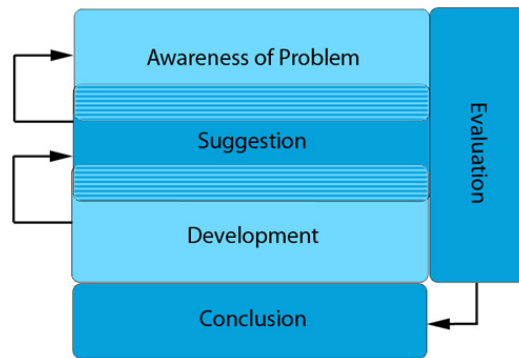 Awareness of Problem
Suggestion
Development
Conclusion
Evaluation